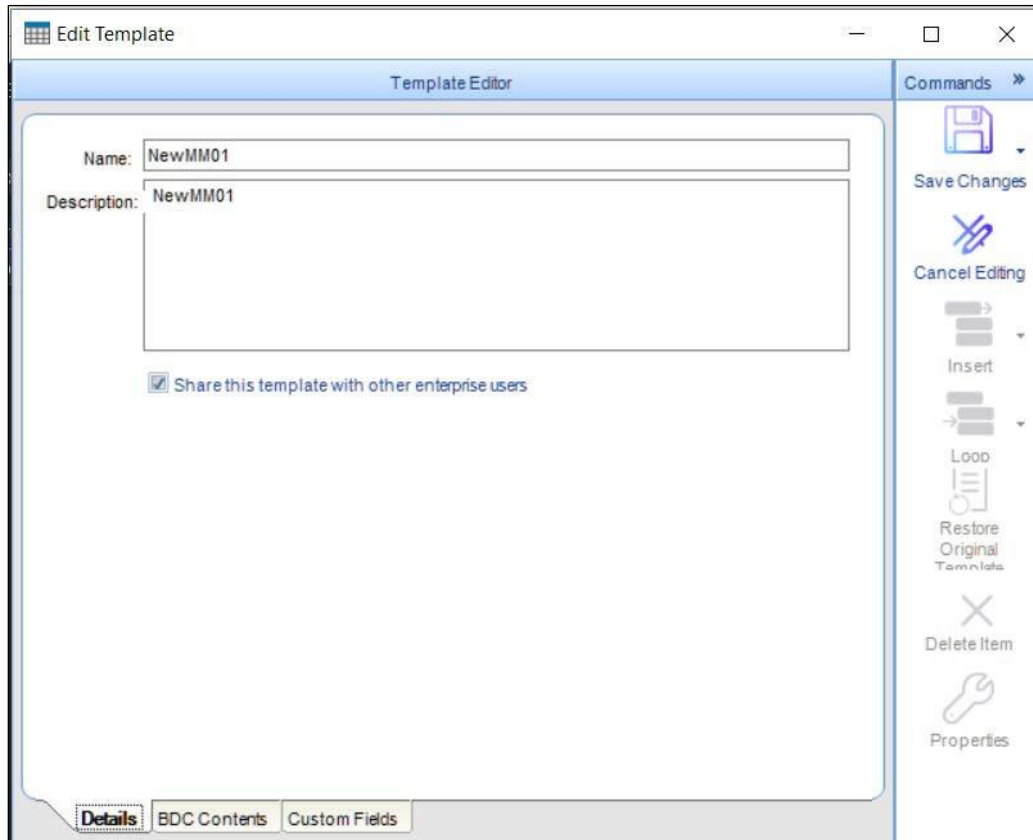 Edit Template
Template Editor
Commands »
Name: NewMM01
Description: NewMM01
Share this template with other enterprise users
Save Changes
Cancel Editing
Insert
Loop
Restore
Original
Template
Delete Item
Properties
Details BDC Contents Custom Fields